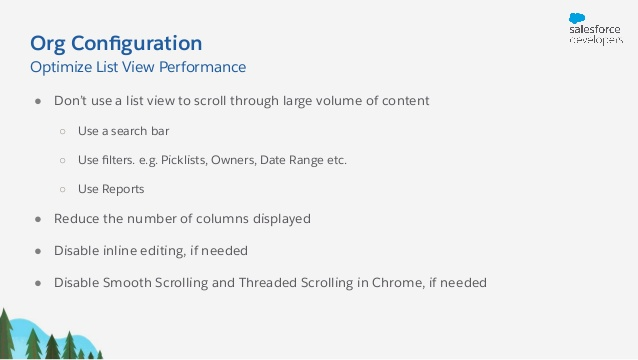 salesforce
developers
Org Configuration
Optimize List View Performance
● Don't use a list view to scroll through large volume of content
○ Use a search bar
○ Use filters. e.g. Picklists, Owners, Date Range etc.
○ Use Reports
● Reduce the number of columns displayed
● Disable inline editing, if needed
● Disable Smooth Scrolling and Threaded Scrolling in Chrome, if needed